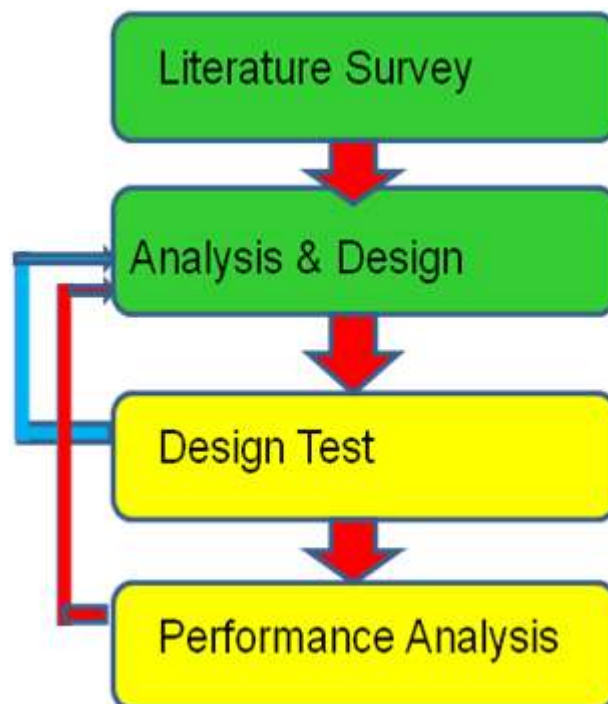 Literature Survey
Analysis & Design
Design Test
Performance Analysis